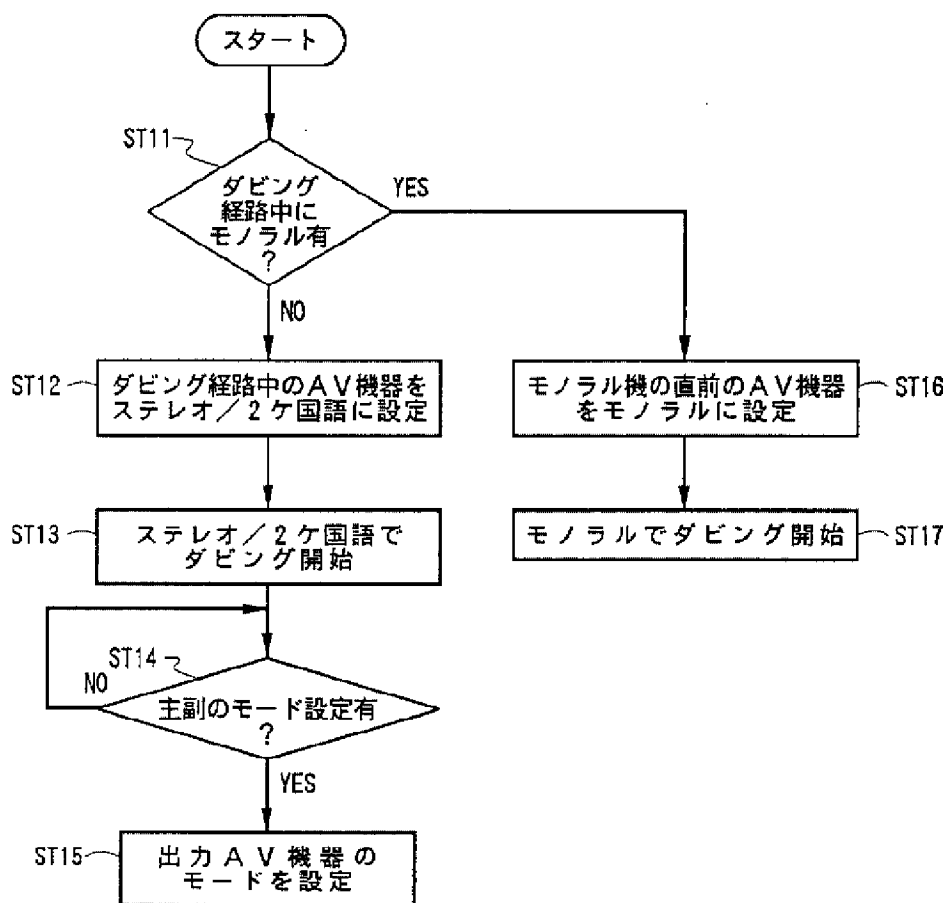 スタート
ST11
ダビング
経路中に
モノラル有
?
YES
NO
ST12
ダビング経路中のAV機器を
ステレオ/2ケ国語に設定
モノラル機の直前のAV機器
をモノラルに設定
ST16
ST13
ステレオ/2ケ国語で
ダビング開始
モノラルでダビング開始
ST17
ST14
NO
主副のモード設定有
?
YES
ST15
出力AV機器の
モードを設定